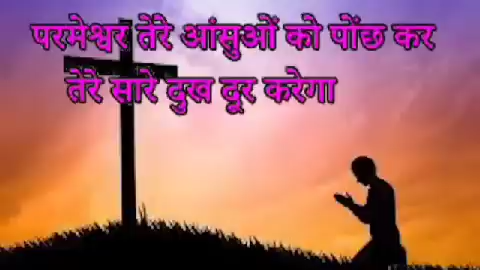 परमेश्वर तेरे आंसुओं को पोंछ कर
तेरे सारे दुख दूर करेगा